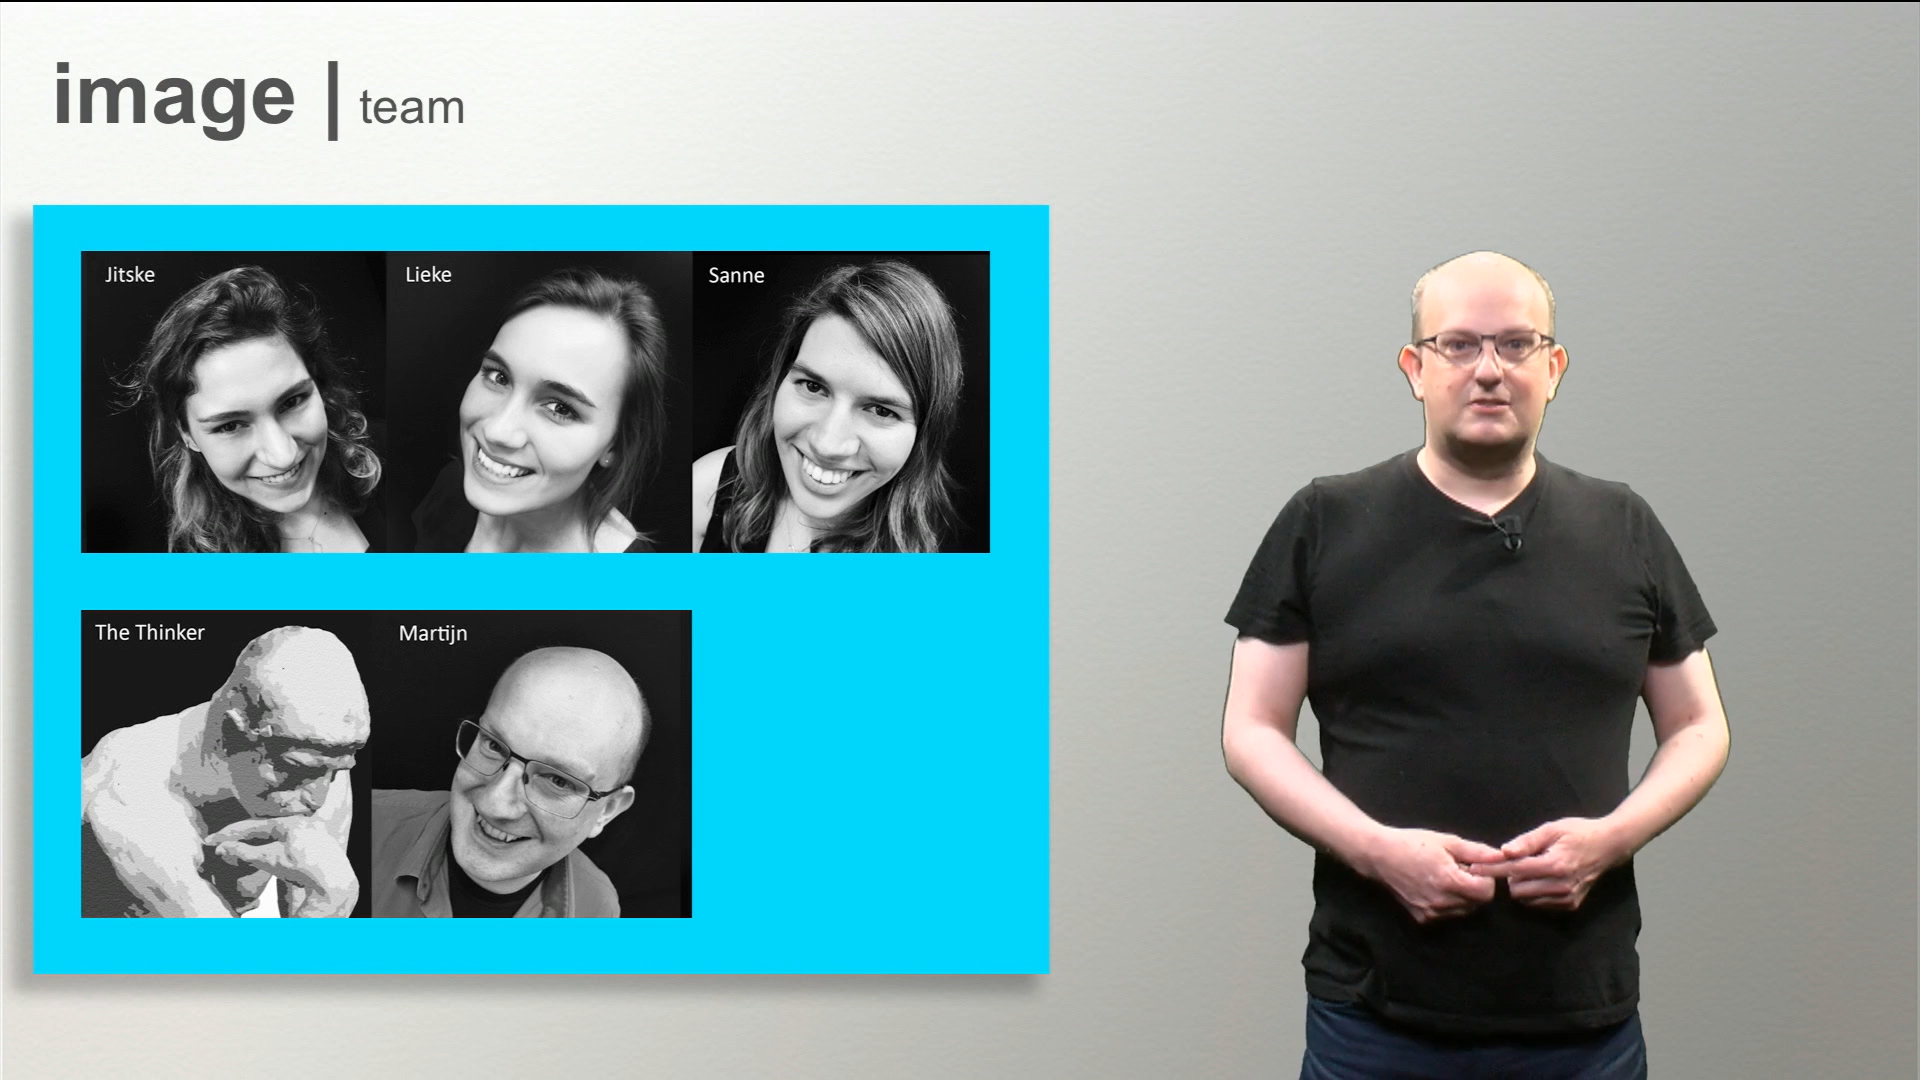 image | team
Jitske
Lieke
Sanne
The Thinker
Martijn